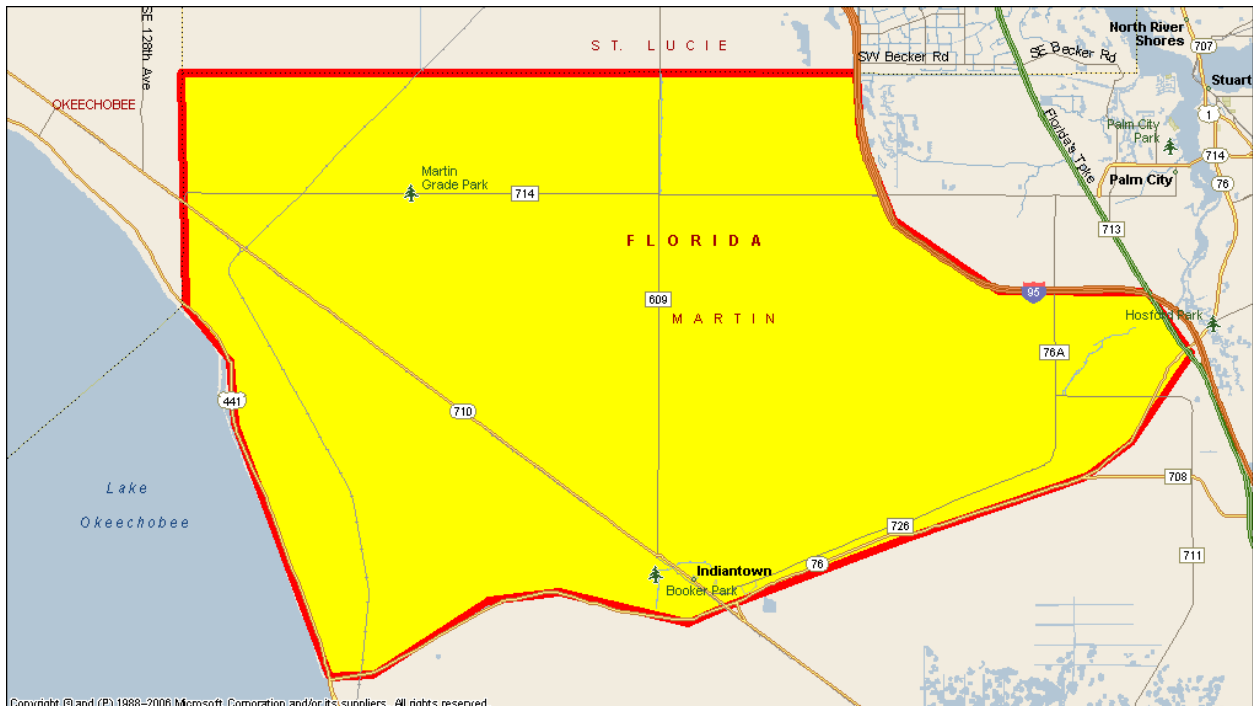 SE 128th Ave
ST. LUCIE
SW Becker Rd
SE Becker Rd
North River
Shores
707
Stuart
OKEECHOBEE
1
Palm City
Park
714
76
Palm City
Florida's Tpke
Martin
Grade Park
714
713
FLORIDA
95
609
MARTIN
Hosford Park
76A
441
710
Lake
Okeechobee
708
726
711
76
Indiantown
Booker Park
Copyright © and (P) 1988–2006 Microsoft Corporation and/or its suppliers. All rights reserved.